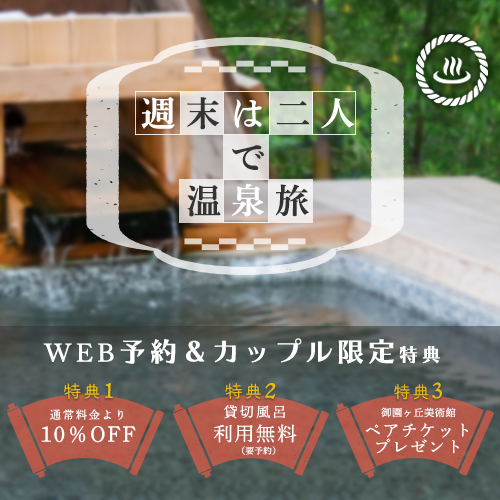 週末は二人
で
温泉旅
WEB予約＆カップル限定特典
特典1
通常料金より
10%OFF
特典2
貸切風呂
利用無料
（要予約）
特典3
御園ヶ丘美術館
ペアチケット
プレゼント